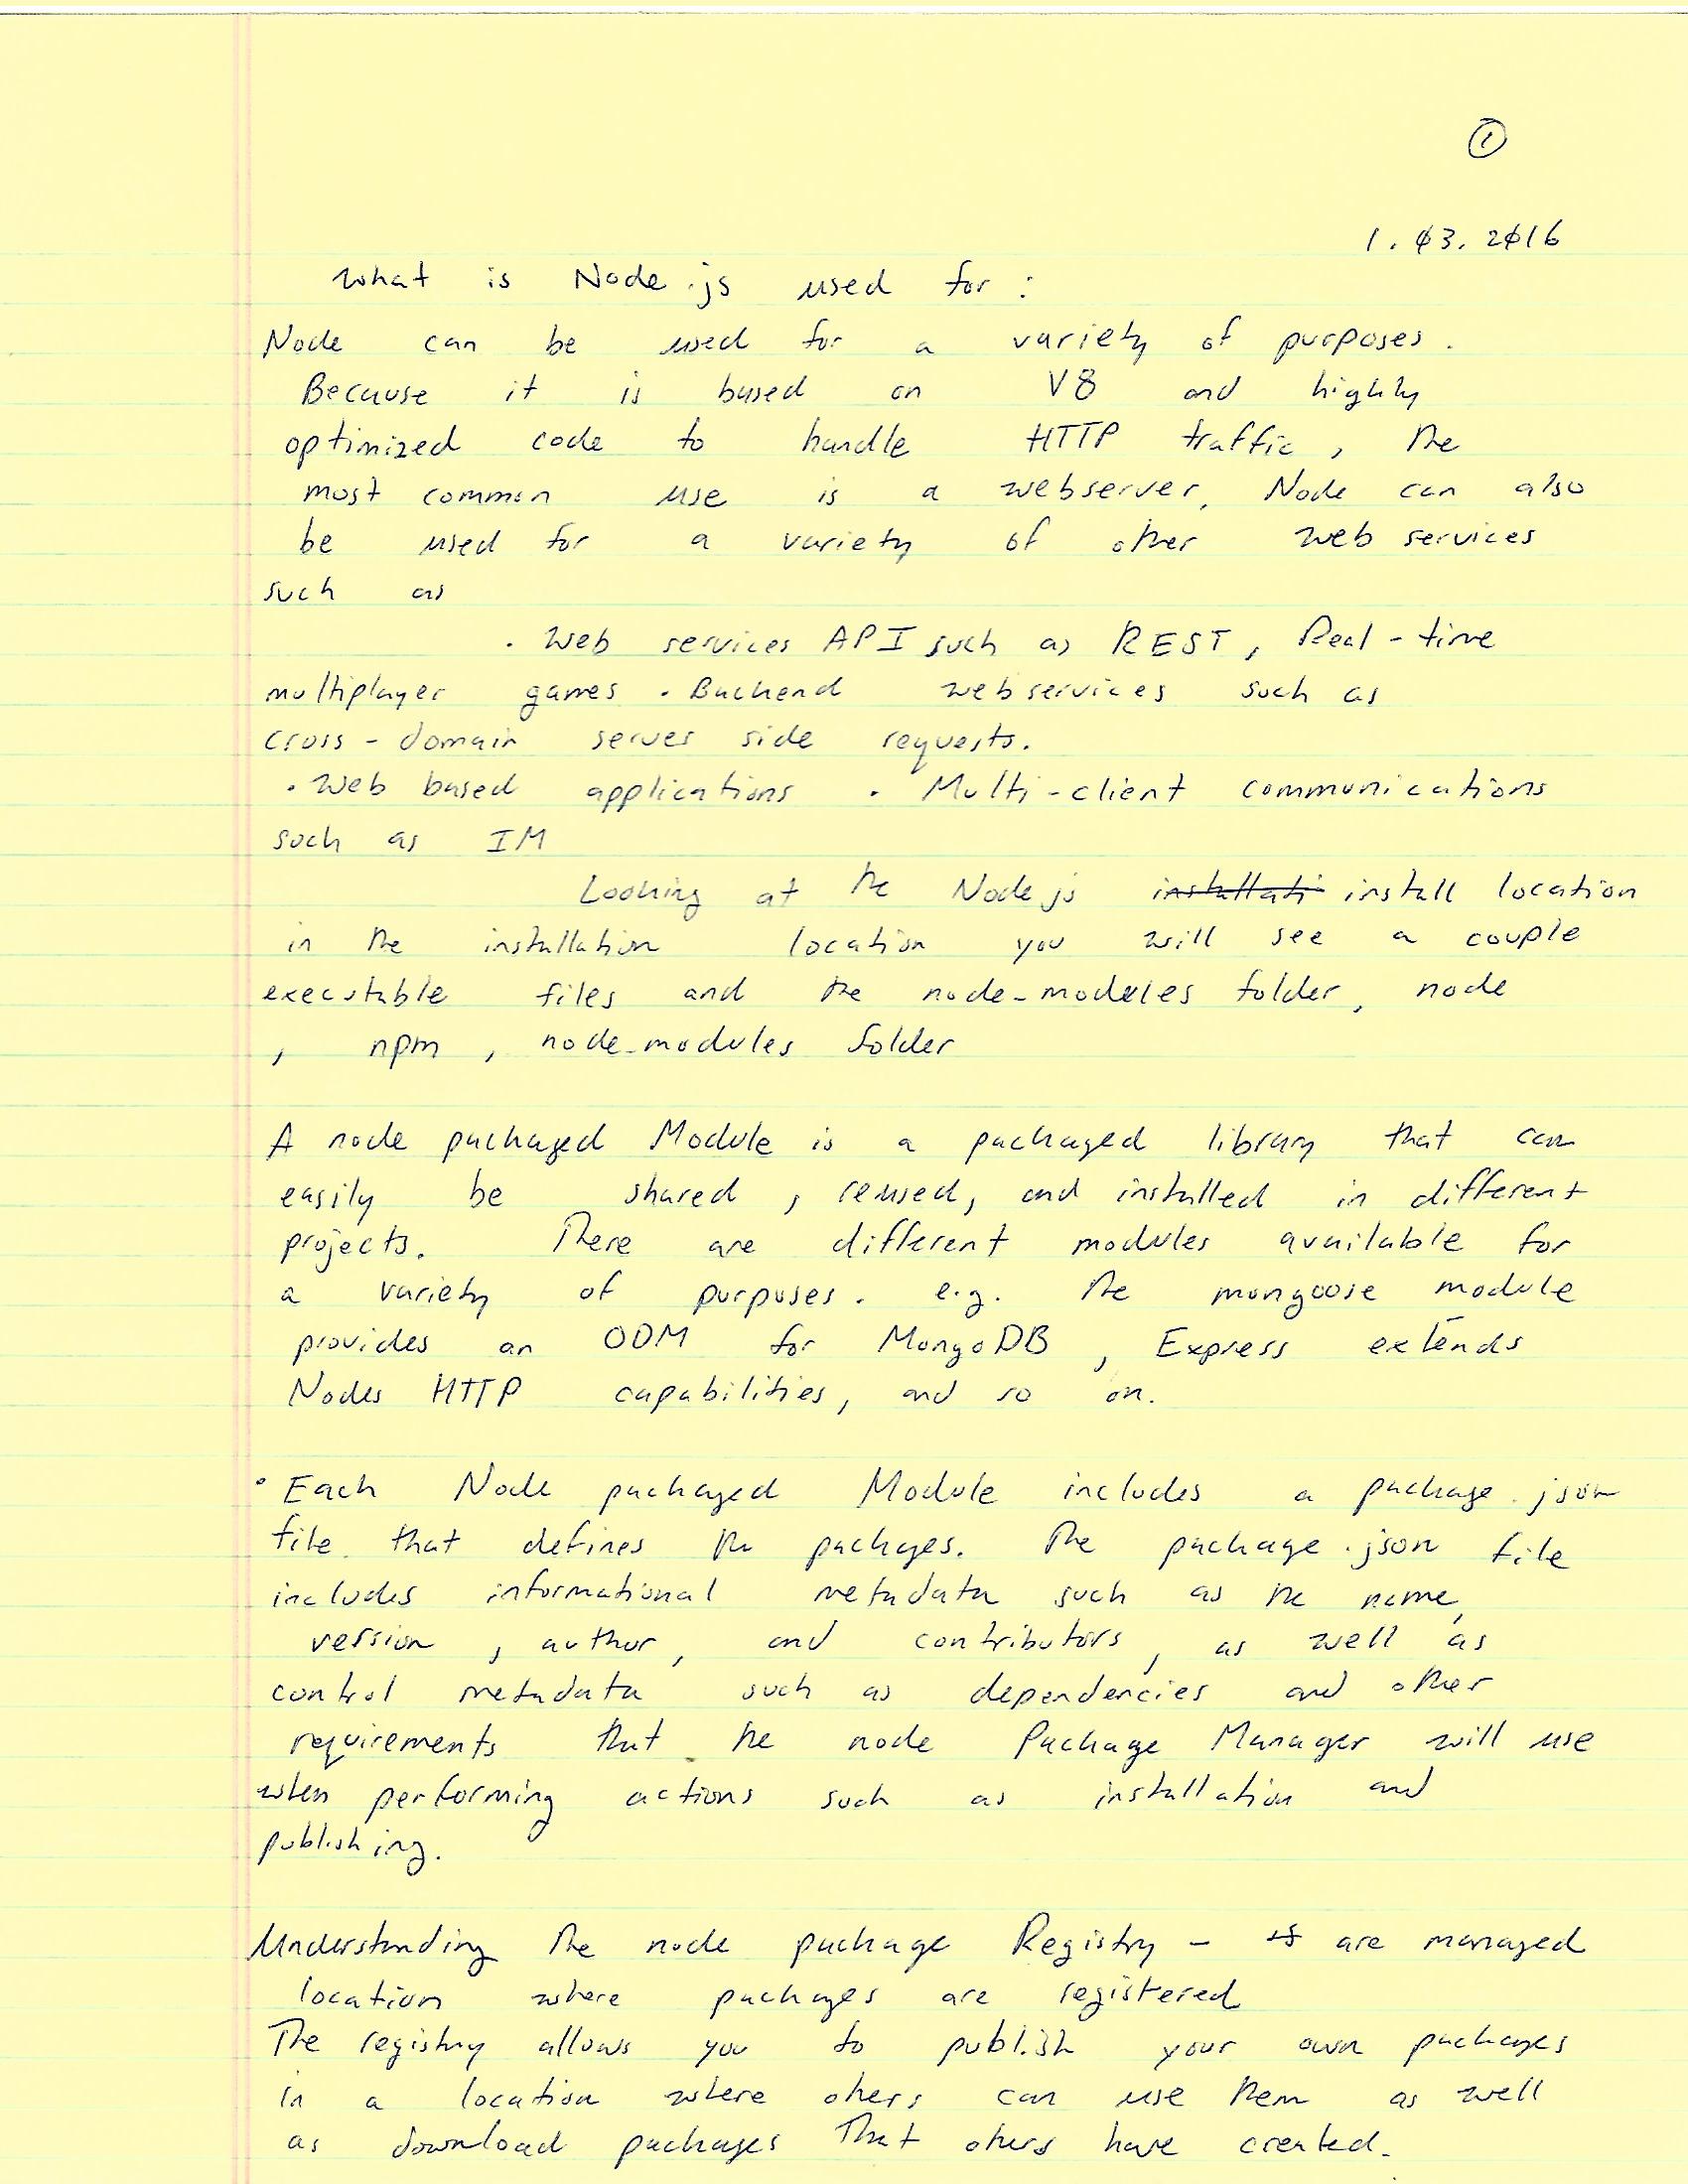 ①
1.03.2016
What is Node.js used for:
Node can be used for a variety of purposes.
Because it is based on V8 and highly
optimized code to handle HTTP traffic, the
most common use is a webserver. Node can also
be used for a variety of other web services
such as
. Web services API such as REST, Real-time
multiplayer games . Backend webservices such as
cross-domain server side requests.
. Web based applications . Multi-client communications
such as IM
Looking at the Node js installati install location
in the installation location you will see a couple
executable files and the node-modules folder, node
, npm, node-modules folder
A node packaged Module is a packaged library that can
easily be shared, reused, and installed in different
projects. There are different modules available for
a variety of purposes. e.g. the mongoose module
provides an ODM for MongoDB, Express extends
Nodes HTTP capabilities, and so on.
° Each Node packaged Module includes a package.json
file that defines the packages. The package.json file
includes informational metadata such as the name,
version, author, and contributors, as well as
control metadata such as dependencies and other
requirements that the node Package Manager will use
when performing actions such as installation and
publishing.
Understanding the node package Registry - are managed
location where packages are registered
The registry allows you to publish your own packages
in a location where ohers can use them as well
as download packages that ohers have created.